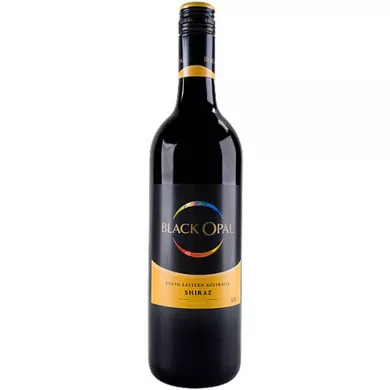 BLACK OPAL
SOUTH EASTERN AUSTRALIA
SHIRAZ